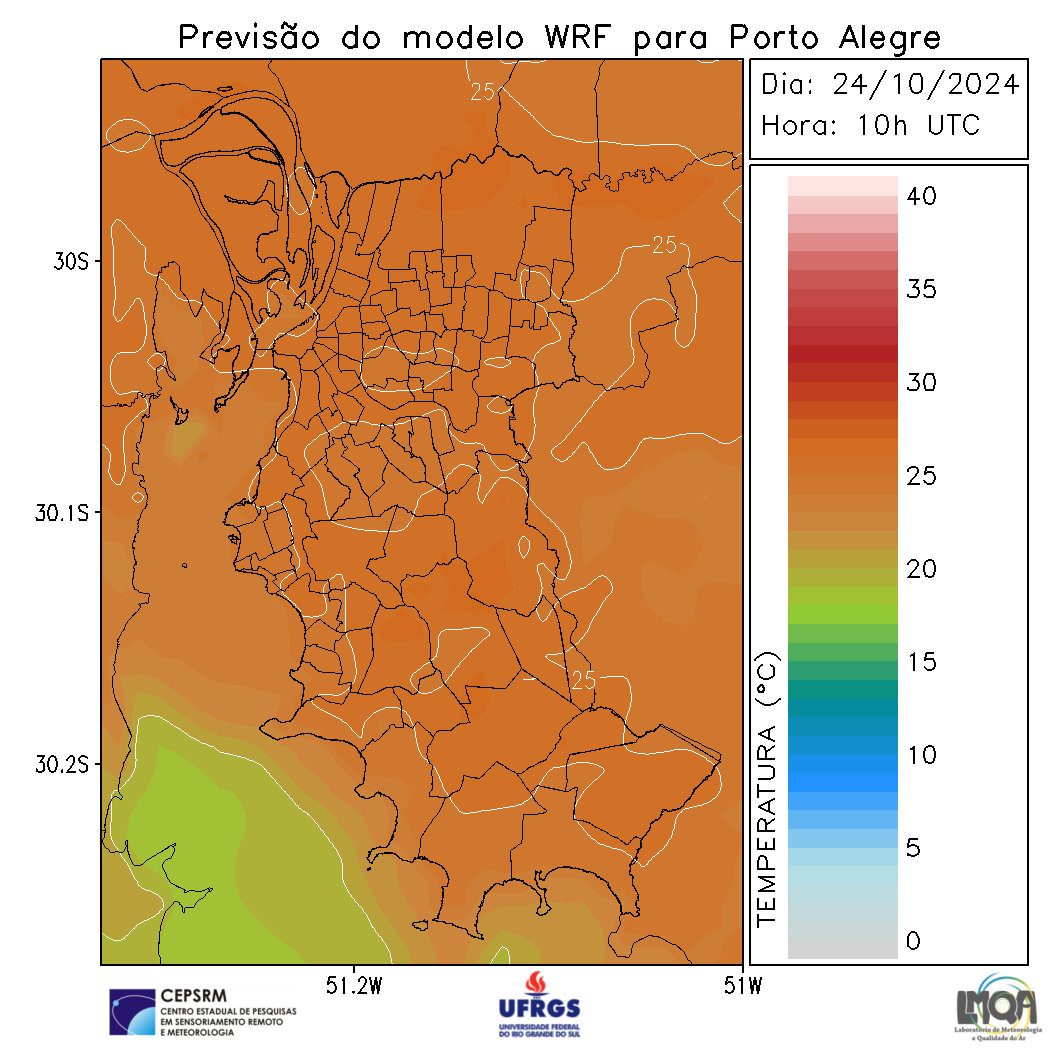 Previsão do modelo WRF para Porto Alegre
Dia: 24/10/2024
Hora: 10h UTC
25
25
25
30S
30.1S
30.2S
51.2W
51W
40
35
30
25
20
15
10
5
0
TEMPERATURA (°C)
CEPSRM
CENTRO ESTADUAL DE PESQUISAS
EM SENSORIAMENTO REMOTO
E METEOROLOGIA
UFRGS
UNIVERSIDADE FEDERAL
DO RIO GRANDE DO SUL
LMQA
Laboratório de Meteorologia
e Qualidade do Ar